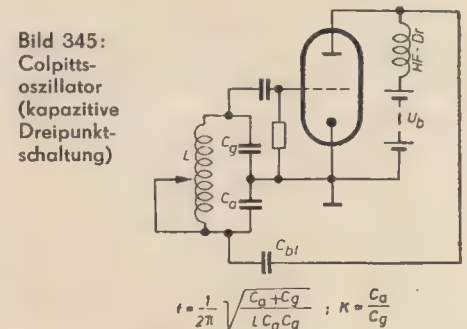 Bild 345:
Colpitts-
oszillator
(kapazitive
Dreipunkt-
schaltung)
HF-Dr
U_b
L
C_g
C_a
C_bl
f = 1/2π √(C_a + C_g / L C_a C_g) ; K = C_a/C_g